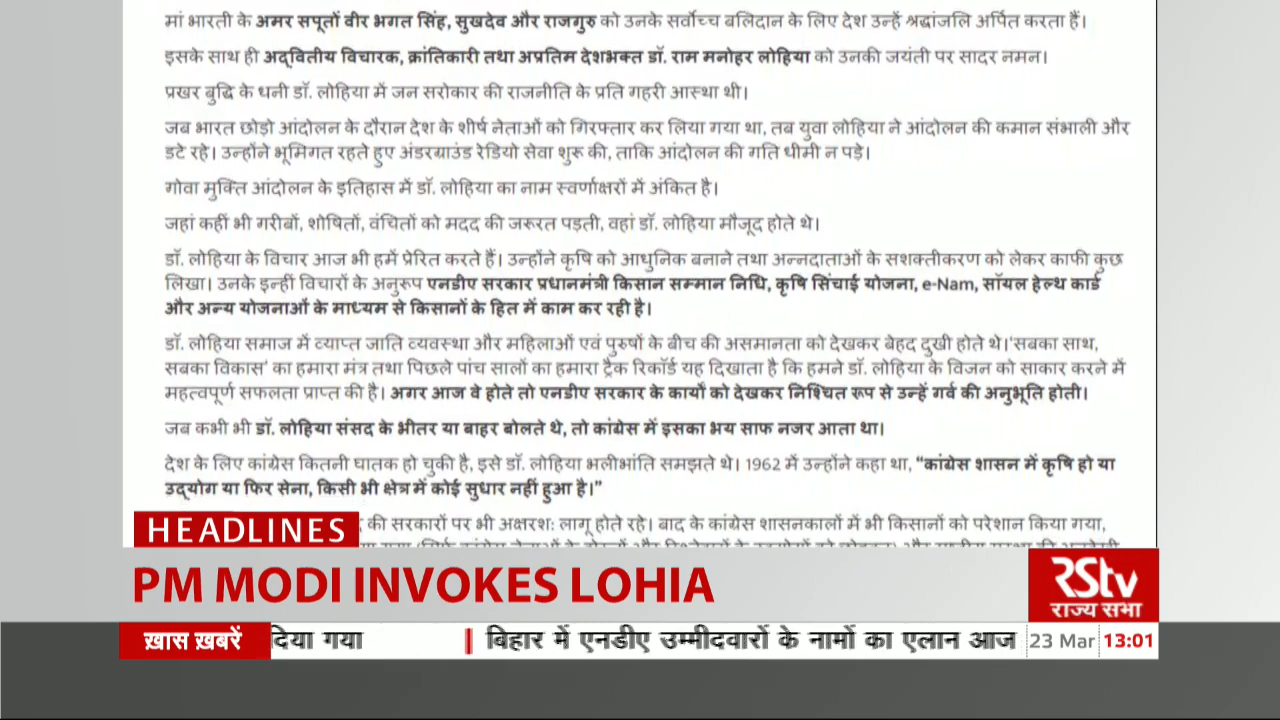 मां भारती के अमर सपूतों वीर भगत सिंह, सुखदेव और राजगुरु को उनके सर्वोच्च बलिदान के लिए देश उन्हें श्रद्धांजलि अर्पित करता हैं।
इसके साथ ही अद्वितीय विचारक, क्रांतिकारी तथा अप्रतिम देशभक्त डॉ. राम मनोहर लोहिया को उनकी जयंती पर सादर नमन।
प्रखर बुद्धि के धनी डॉ. लोहिया में जन सरोकार की राजनीति के प्रति गहरी आस्था थी।
जब भारत छोड़ो आंदोलन के दौरान देश के शीर्ष नेताओं को गिरफ्तार कर लिया गया था, तब युवा लोहिया ने आंदोलन की कमान संभाली और
डटे रहे। उन्होंने भूमिगत रहते हुए अंडरग्राउंड रेडियो सेवा शुरू की, ताकि आंदोलन की गति धीमी न पड़े।
गोवा मुक्ति आंदोलन के इतिहास में डॉ. लोहिया का नाम स्वर्णाक्षरों में अंकित है।
जहां कहीं भी गरीबों, शोषितों, वंचितों को मदद की जरूरत पड़ती, वहां डॉ. लोहिया मौजूद होते थे।
डॉ. लोहिया के विचार आज भी हमें प्रेरित करते हैं। उन्होंने कृषि को आधुनिक बनाने तथा अन्नदाताओं के सशक्तीकरण को लेकर काफी कुछ
लिखा। उनके इन्हीं विचारों के अनुरूप एनडीए सरकार प्रधानमंत्री किसान सम्मान निधि, कृषि सिंचाई योजना, e-Nam, सॉयल हेल्थ कार्ड
और अन्य योजनाओं के माध्यम से किसानों के हित में काम कर रही है।
डॉ. लोहिया समाज में व्याप्त जाति व्यवस्था और महिलाओं एवं पुरुषों के बीच की असमानता को देखकर बेहद दुखी होते थे।'सबका साथ,
सबका विकास' का हमारा मंत्र तथा पिछले पांच सालों का हमारा ट्रैक रिकॉर्ड यह दिखाता है कि हमने डॉ. लोहिया के विजन को साकार करने में
महत्वपूर्ण सफलता प्राप्त की है। अगर आज वे होते तो एनडीए सरकार के कार्यों को देखकर निश्चित रूप से उन्हें गर्व की अनुभूति होती।
जब कभी भी डॉ. लोहिया संसद के भीतर या बाहर बोलते थे, तो कांग्रेस में इसका भय साफ नजर आता था।
देश के लिए कांग्रेस कितनी घातक हो चुकी है, इसे डॉ. लोहिया भलीभांति समझते थे। 1962 में उन्होंने कहा था, "कांग्रेस शासन में कृषि हो या
उद्योग या फिर सेना, किसी भी क्षेत्र में कोई सुधार नहीं हुआ है।"
की सरकारों पर भी अक्षरश: लागू होते रहे। बाद के कांग्रेस शासनकालों में भी किसानों को परेशान किया गया,
HEADLINES
PM MODI INVOKES LOHIA
RStv
राज्य सभा
ख़ास ख़बरें दिया गया | बिहार में एनडीए उम्मीदवारों के नामों का एलान आज 23 Mar 13:01